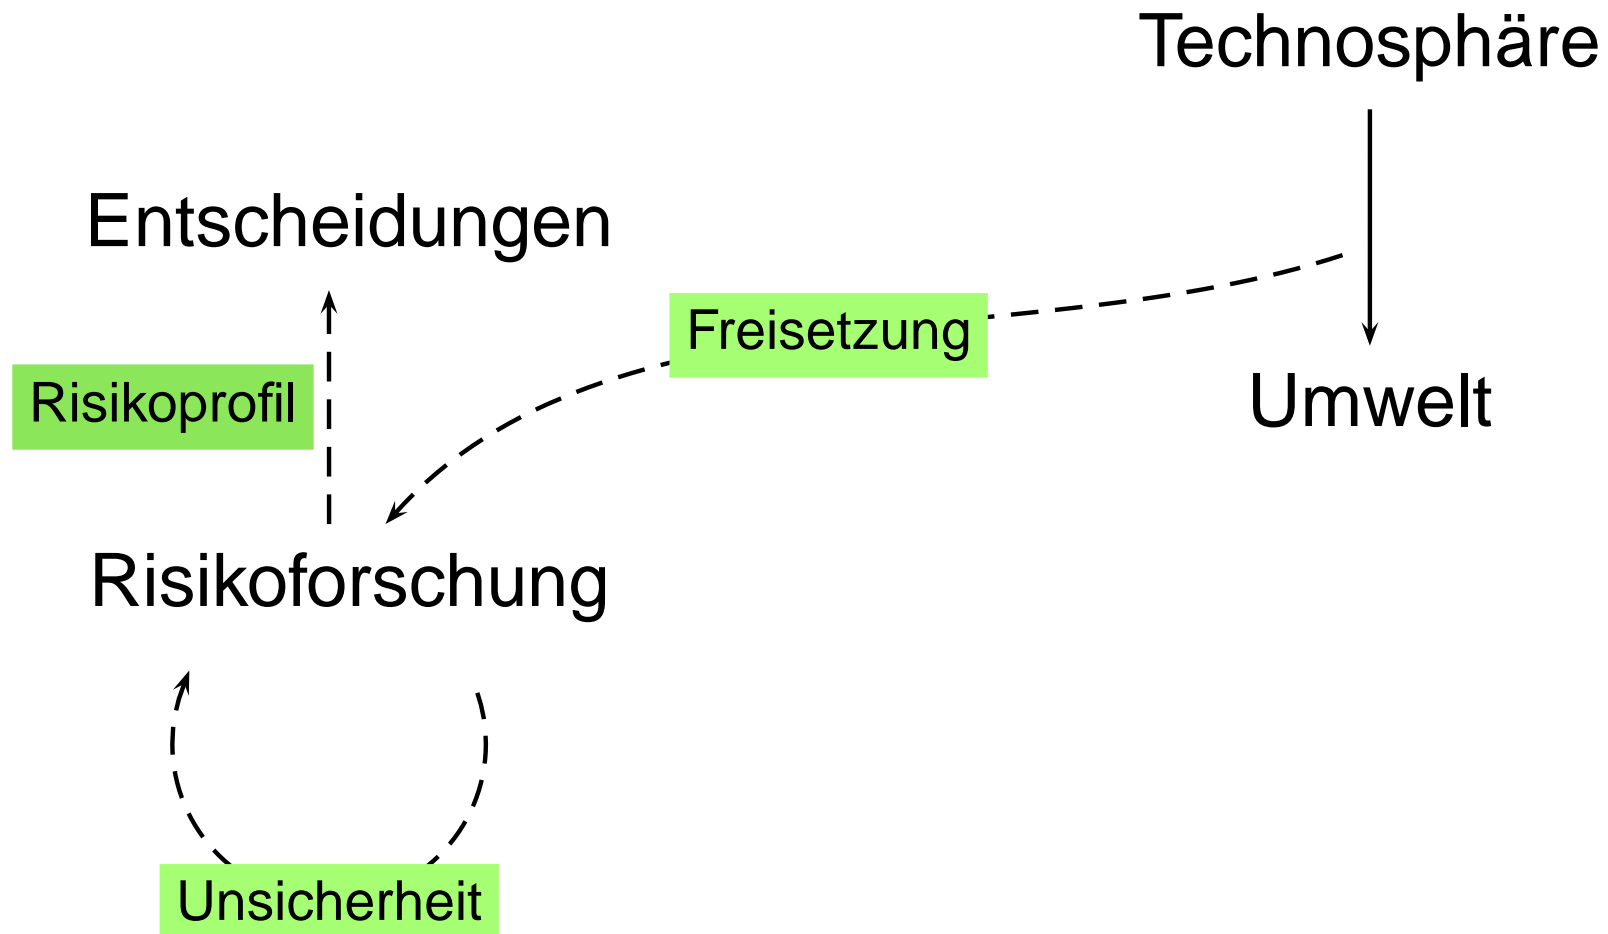 Technosphäre
Entscheidungen
Freisetzung
Risikoprofil
Umwelt
Risikoforschung
Unsicherheit